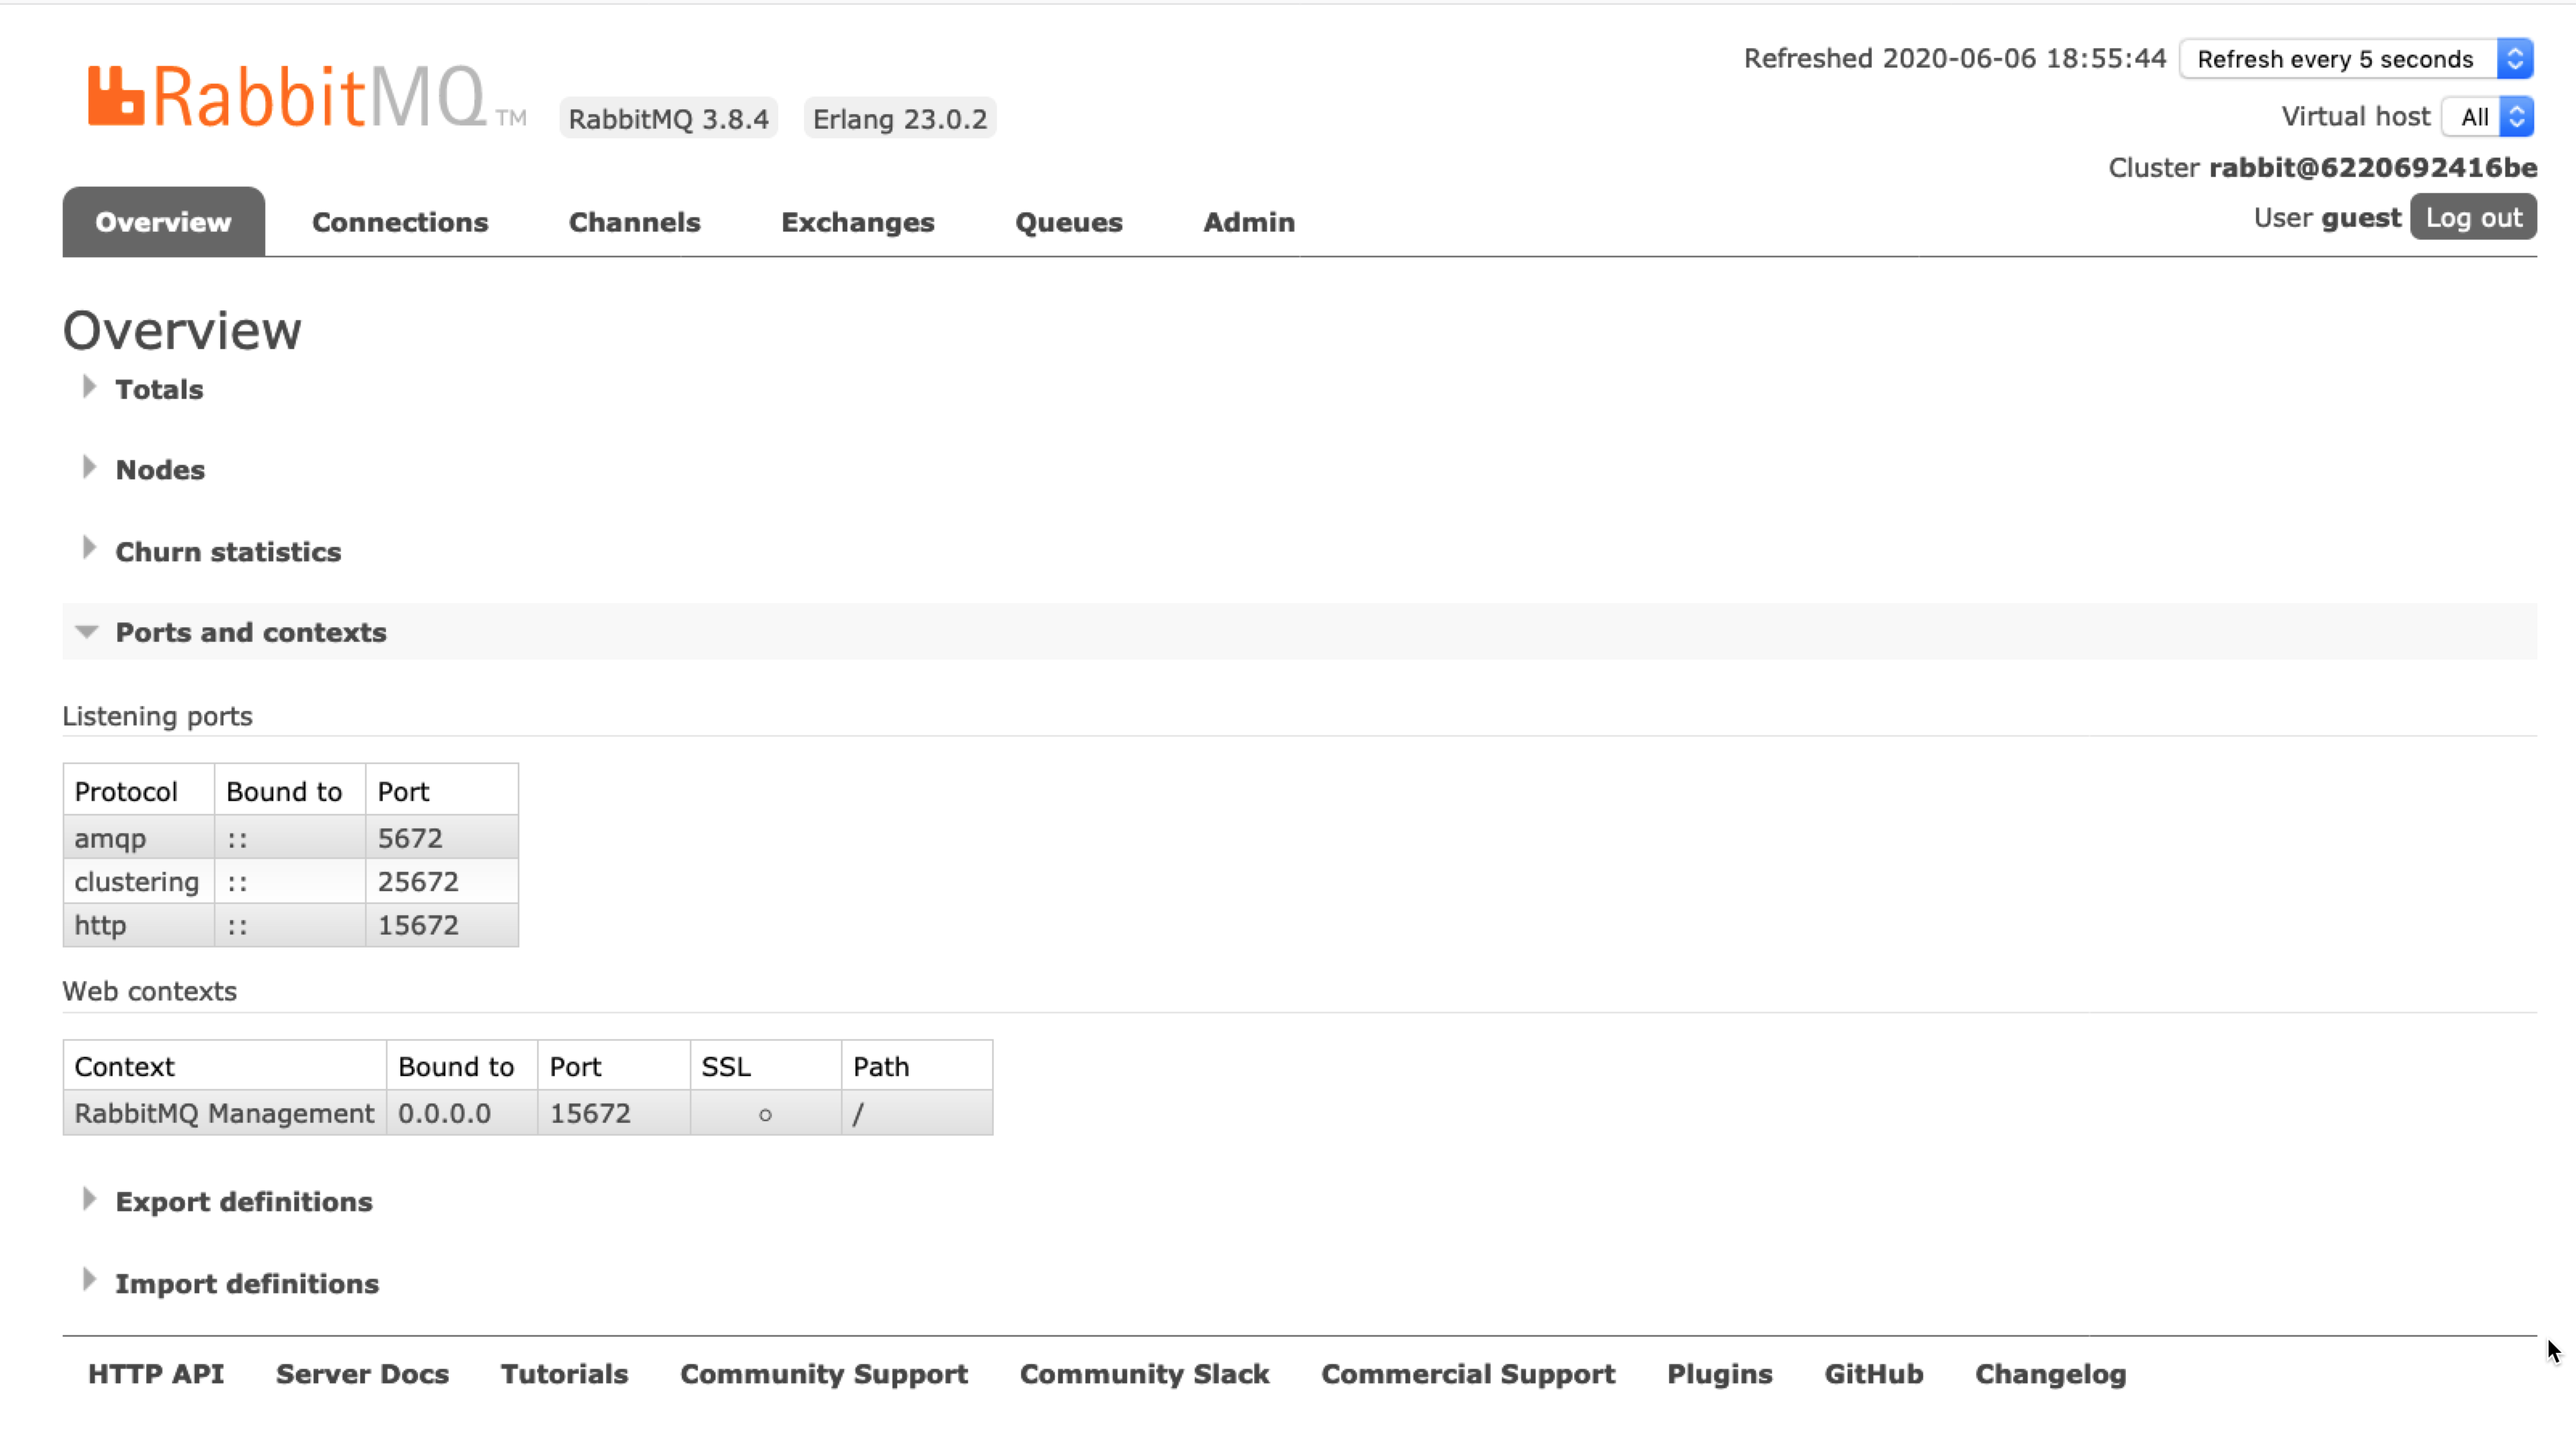 RabbitMQ TM
RabbitMQ 3.8.4 Erlang 23.0.2
Refreshed 2020-06-06 18:55:44 Refresh every 5 seconds
Virtual host All
Cluster rabbit@6220692416be
User guest Log out
Overview Connections Channels Exchanges Queues Admin
Overview
Totals
Nodes
Churn statistics
Ports and contexts
Listening ports
Protocol Bound to Port
amqp :: 5672
clustering :: 25672
http :: 15672
Web contexts
Context Bound to Port SSL Path
RabbitMQ Management 0.0.0.0 15672 ○ /
Export definitions
Import definitions
HTTP API Server Docs Tutorials Community Support Community Slack Commercial Support Plugins GitHub Changelog